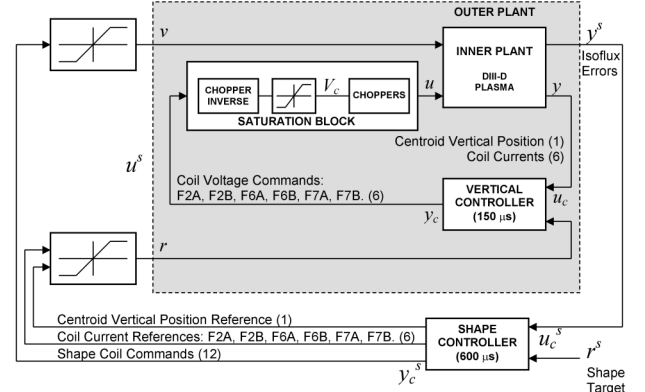 OUTER PLANT
v
y^s
Isoflux
Errors
INNER PLANT
DIII-D
PLASMA
CHOPPER
INVERSE
V_c
CHOPPERS
SATURATION BLOCK
u
y
Centroid Vertical Position (1)
Coil Currents (6)
u^s
Coil Voltage Commands:
F2A, F2B, F6A, F6B, F7A, F7B. (6)
y_c
VERTICAL
CONTROLLER
(150 μs)
u_c
r
Centroid Vertical Position Reference (1)
Coil Current References: F2A, F2B, F6A, F6B, F7A, F7B. (6)
Shape Coil Commands (12)
y_c^s
SHAPE
CONTROLLER
(600 μs)
u_c^s
r^s
Shape
Target